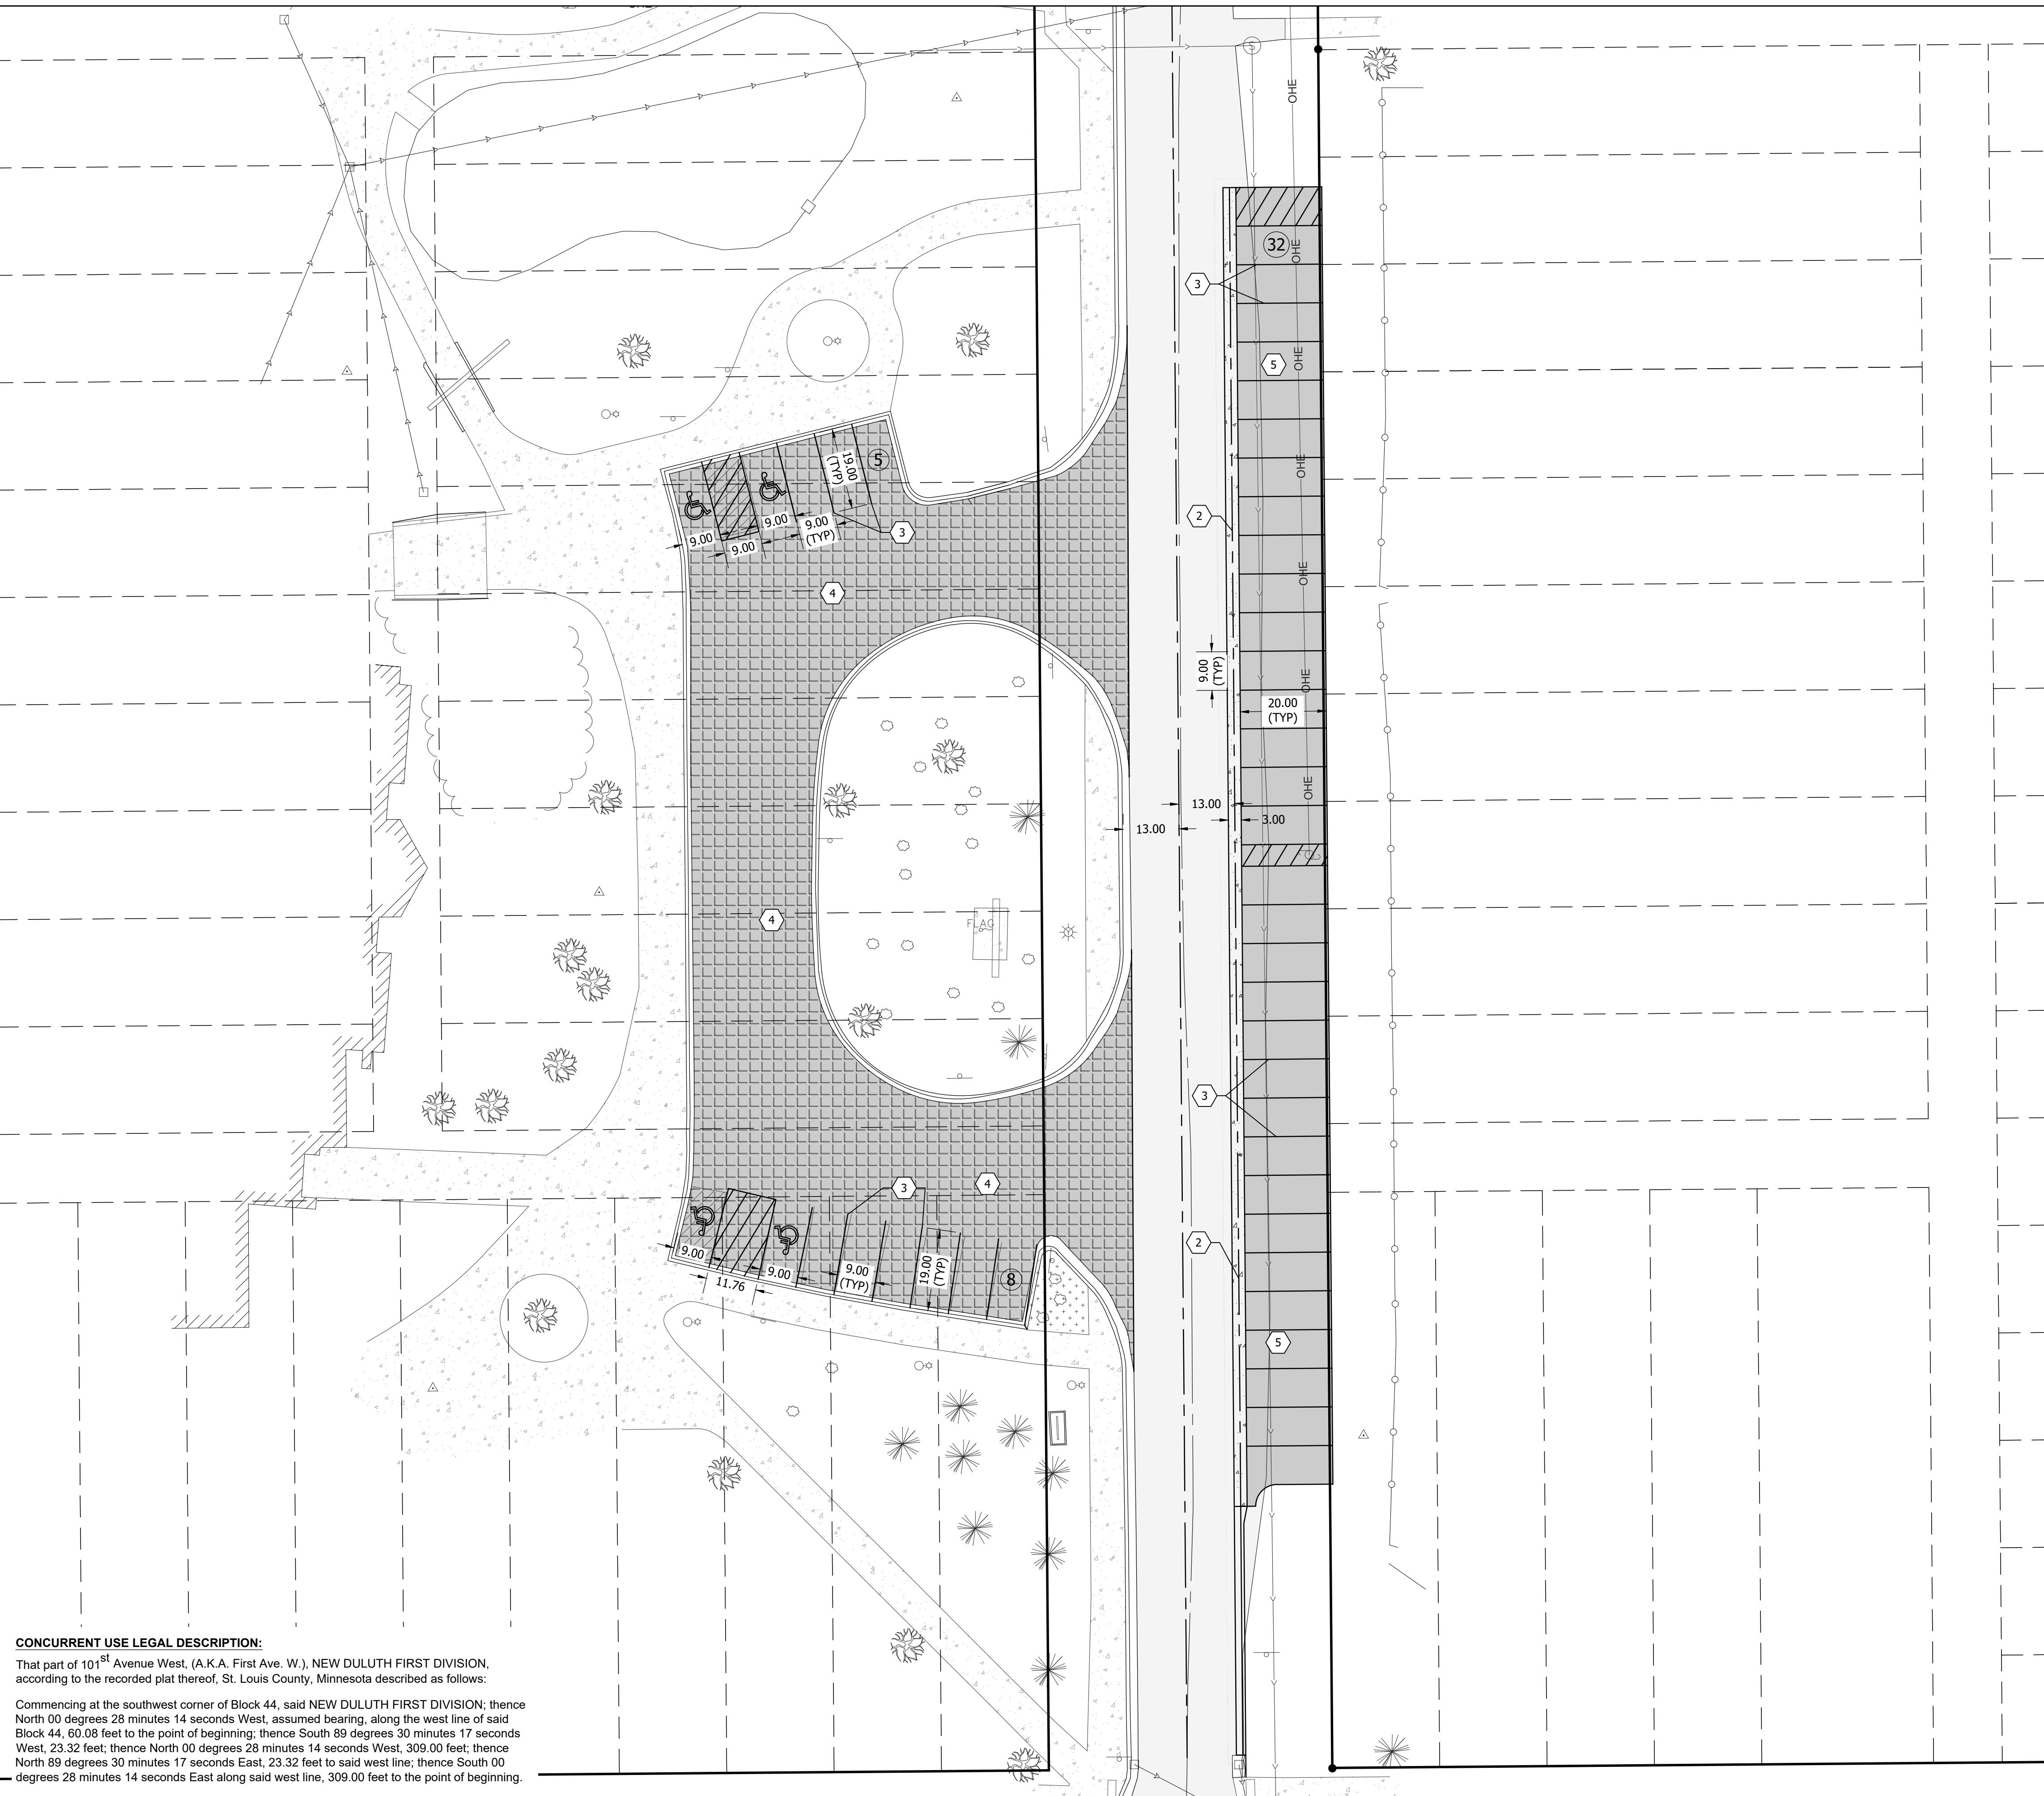 S
OHE
32
OHE
3
5
OHE
5
19.00
(TYP)
OHE
9.00
9.00
9.00
9.00
(TYP)
3
2
OHE
4
9.00
(TYP)
OHE
20.00
(TYP)
OHE
13.00
3.00
13.00
4
FLAG
3
3
4
9.00
11.76
9.00
9.00
(TYP)
19.00
(TYP)
8
2
5
CONCURRENT USE LEGAL DESCRIPTION:
That part of 101st Avenue West, (A.K.A. First Ave. W.), NEW DULUTH FIRST DIVISION,
according to the recorded plat thereof, St. Louis County, Minnesota described as follows:
Commencing at the southwest corner of Block 44, said NEW DULUTH FIRST DIVISION; thence
North 00 degrees 28 minutes 14 seconds West, assumed bearing, along the west line of said
Block 44, 60.08 feet to the point of beginning; thence South 89 degrees 30 minutes 17 seconds
West, 23.32 feet; thence North 00 degrees 28 minutes 14 seconds West, 309.00 feet; thence
North 89 degrees 30 minutes 17 seconds East, 23.32 feet to said west line; thence South 00
degrees 28 minutes 14 seconds East along said west line, 309.00 feet to the point of beginning.